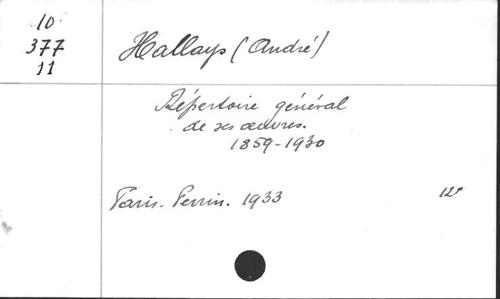 10
377
11
Hallays (André)
Répertoire général
de ses œuvres.
1859-1930
Paris. Perrin. 1933 12°